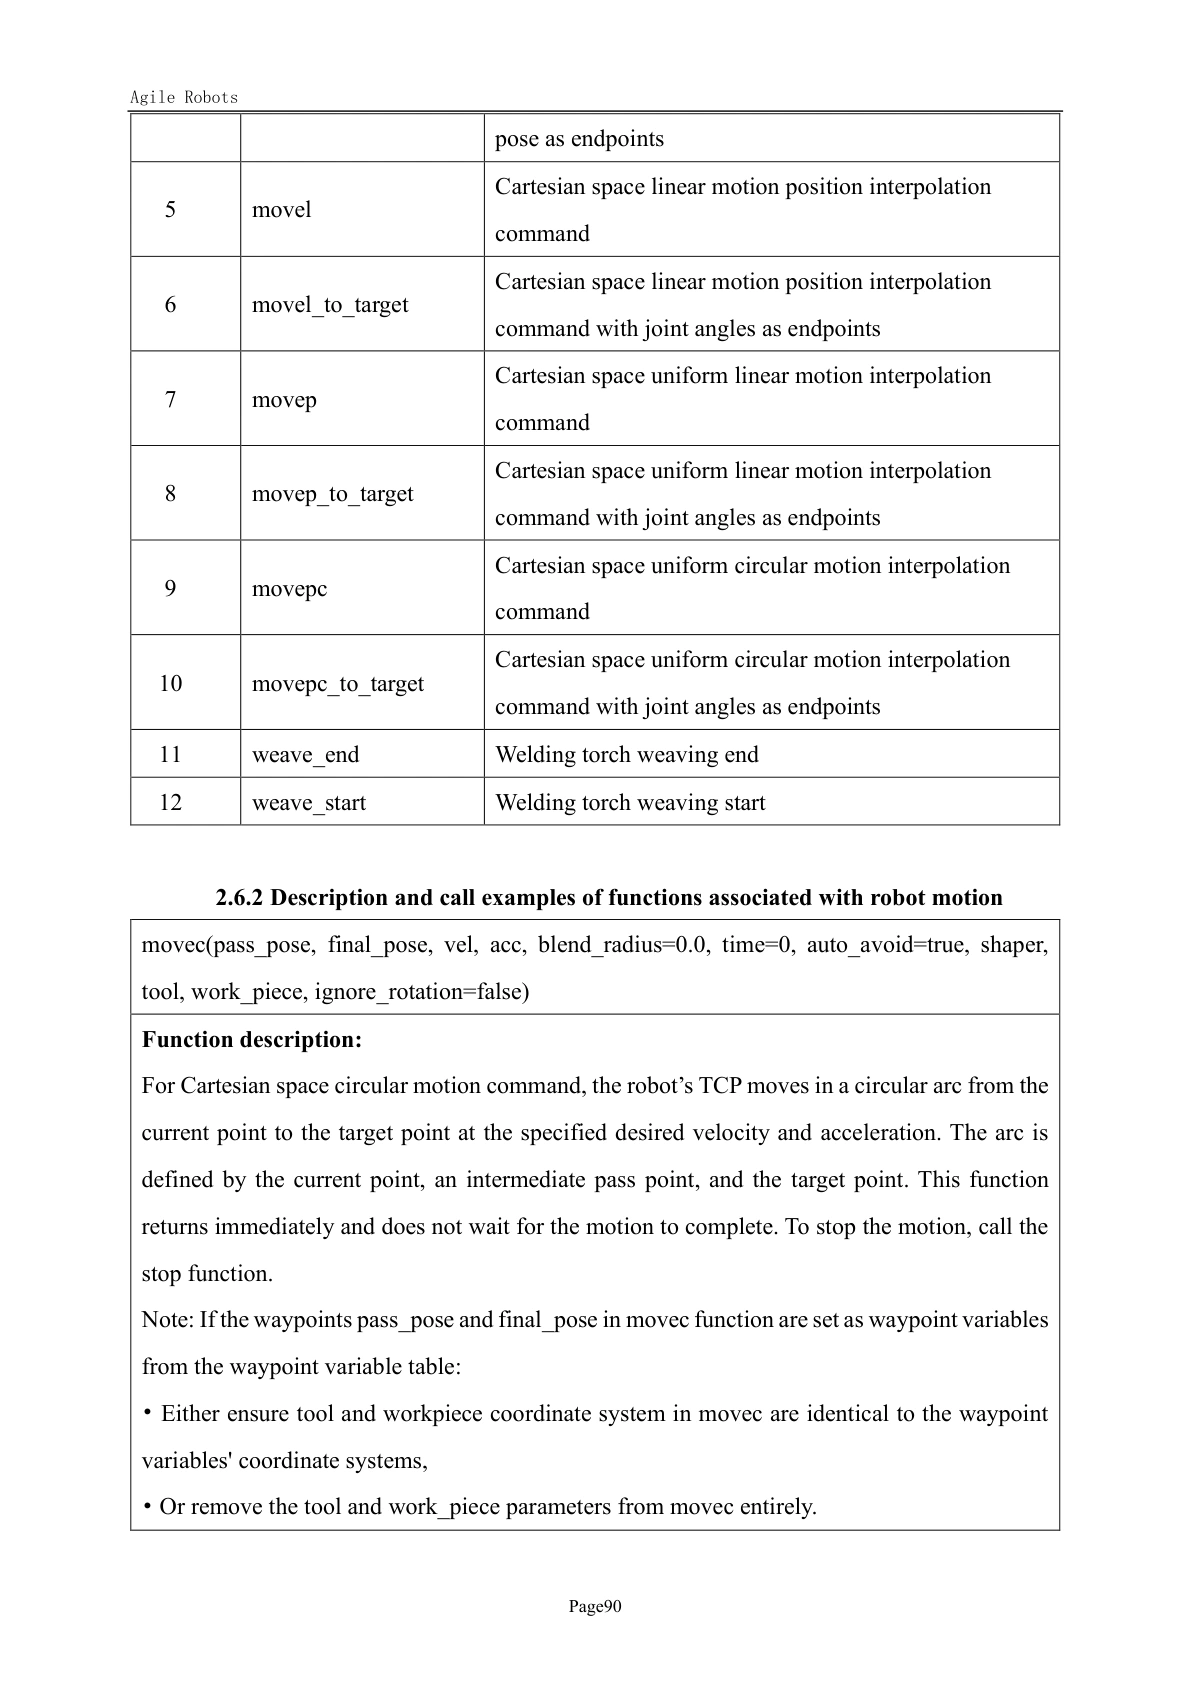 Agile Robots
pose as endpoints
5
movel
Cartesian space linear motion position interpolation
command
6
movel_to_target
Cartesian space linear motion position interpolation
command with joint angles as endpoints
7
movep
Cartesian space uniform linear motion interpolation
command
8
movep_to_target
Cartesian space uniform linear motion interpolation
command with joint angles as endpoints
9
movepc
Cartesian space uniform circular motion interpolation
command
10
movepc_to_target
Cartesian space uniform circular motion interpolation
command with joint angles as endpoints
11
weave_end
Welding torch weaving end
12
weave_start
Welding torch weaving start
2.6.2 Description and call examples of functions associated with robot motion
movec(pass_pose, final_pose, vel, acc, blend_radius=0.0, time=0, auto_avoid=true, shaper,
tool, work_piece, ignore_rotation=false)
Function description:
For Cartesian space circular motion command, the robot’s TCP moves in a circular arc from the
current point to the target point at the specified desired velocity and acceleration. The arc is
defined by the current point, an intermediate pass point, and the target point. This function
returns immediately and does not wait for the motion to complete. To stop the motion, call the
stop function.
Note: If the waypoints pass_pose and final_pose in movec function are set as waypoint variables
from the waypoint variable table:
• Either ensure tool and workpiece coordinate system in movec are identical to the waypoint
variables' coordinate systems,
• Or remove the tool and work_piece parameters from movec entirely.
Page90